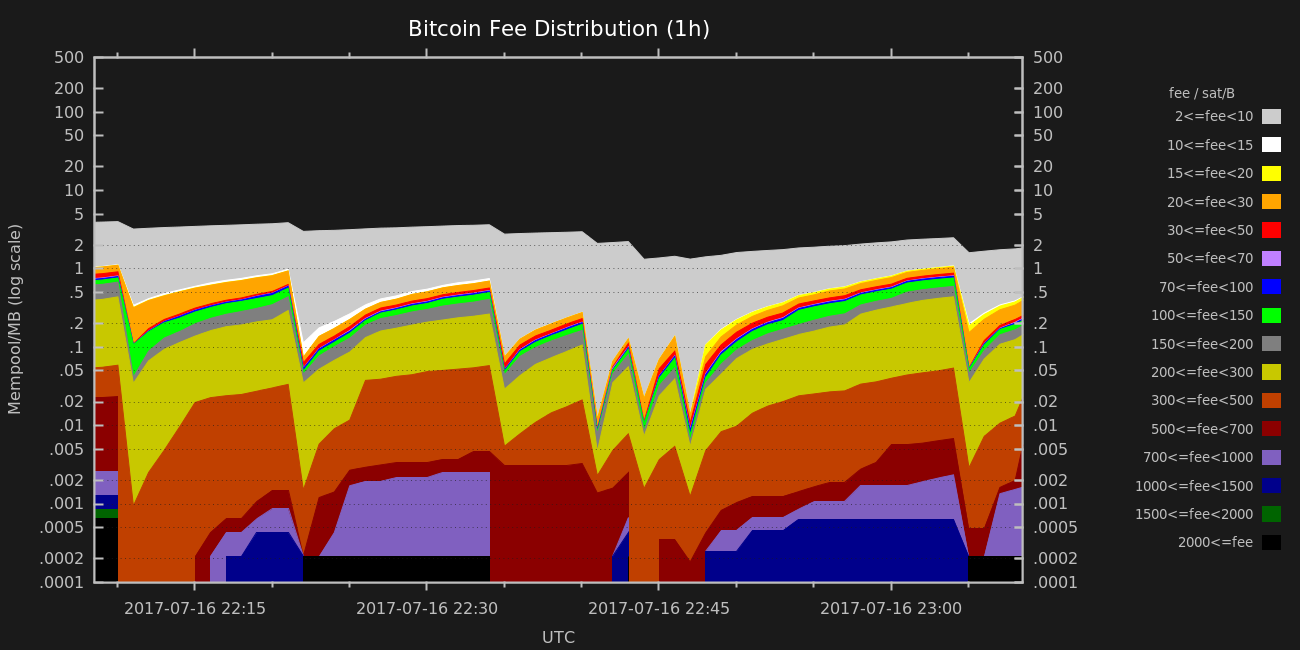 Bitcoin Fee Distribution (1h)
Mempool/MB (log scale)
500
200
100
50
20
10
5
2
1
.5
.2
.1
.05
.02
.01
.005
.002
.001
.0005
.0002
.0001
500
200
100
50
20
10
5
2
1
.5
.2
.1
.05
.02
.01
.005
.002
.001
.0005
.0002
.0001
2017-07-16 22:15 2017-07-16 22:30 2017-07-16 22:45 2017-07-16 23:00
UTC
fee / sat/B
2<=fee<10
10<=fee<15
15<=fee<20
20<=fee<30
30<=fee<50
50<=fee<70
70<=fee<100
100<=fee<150
150<=fee<200
200<=fee<300
300<=fee<500
500<=fee<700
700<=fee<1000
1000<=fee<1500
1500<=fee<2000
2000<=fee